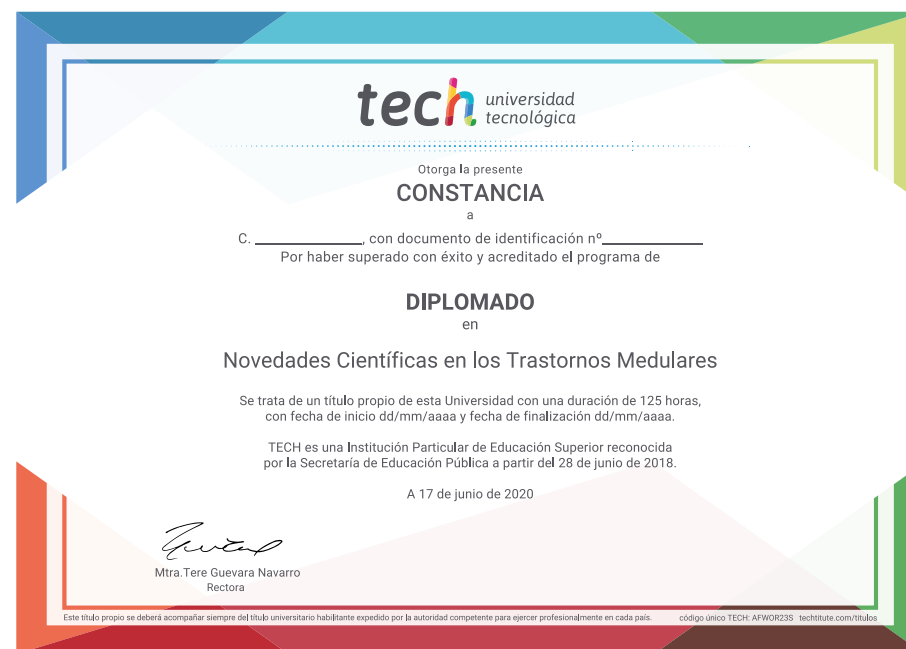 tech universidad
tecnológica
Otorga la presente
CONSTANCIA
a
C. ______________, con documento de identificación nº_____________
Por haber superado con éxito y acreditado el programa de
DIPLOMADO
en
Novedades Científicas en los Trastornos Medulares
Se trata de un título propio de esta Universidad con una duración de 125 horas,
con fecha de inicio dd/mm/aaaa y fecha de finalización dd/mm/aaaa.
TECH es una Institución Particular de Educación Superior reconocida
por la Secretaría de Educación Pública a partir del 28 de junio de 2018.
A 17 de junio de 2020
Mtra.Tere Guevara Navarro
Rectora
Este título propio se deberá acompañar siempre del título universitario habilitante expedido por la autoridad competente para ejercer profesionalmente en cada país. código único TECH: AFWOR23S techtitute.com/titulos